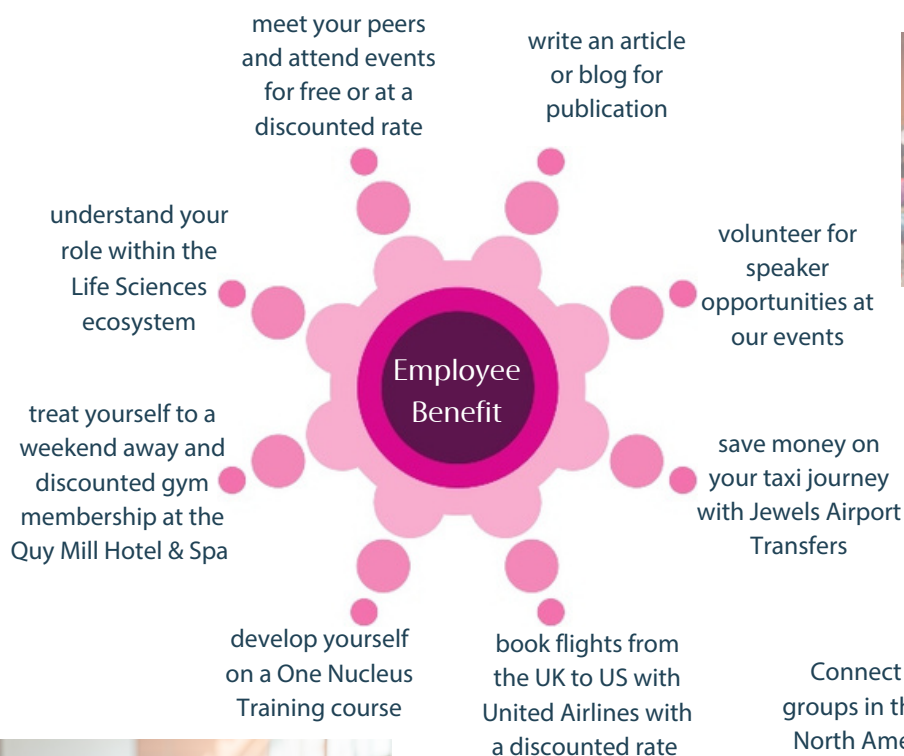 meet your peers
and attend events
for free or at a
discounted rate
write an article
or blog for
publication
understand your
role within the
Life Sciences
ecosystem
volunteer for
speaker
opportunities at
our events
Employee
Benefit
treat yourself to a
weekend away and
discounted gym
membership at the
Quy Mill Hotel & Spa
save money on
your taxi journey
with Jewels Airport
Transfers
develop yourself
on a One Nucleus
Training course
book flights from
the UK to US with
United Airlines with
a discounted rate
Connect
groups in
North